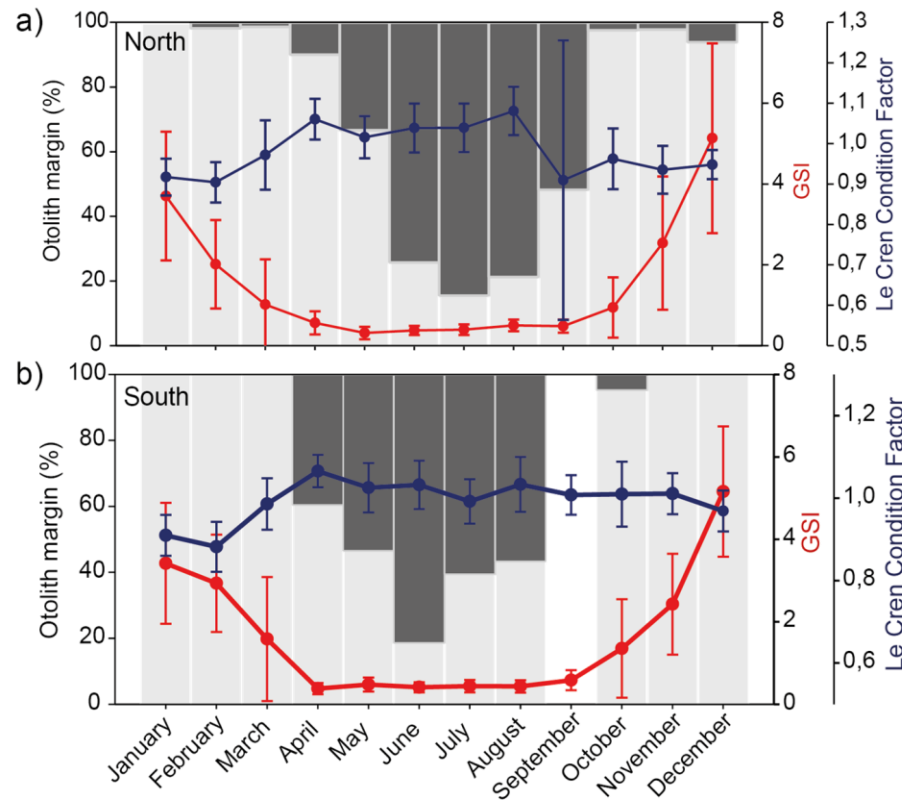 a)
North
Otolith margin (%)
100
80
60
40
20
0
8
6
4
2
0
GSI
1,3
1,2
1,1
1,0
0,9
0,8
0,7
0,6
0,5
Le Cren Condition Factor
b)
South
Otolith margin (%)
100
80
60
40
20
0
8
6
4
2
0
GSI
1,2
1,0
0,8
0,6
Le Cren Condition Factor
January
February
March
April
May
June
July
August
September
October
November
December